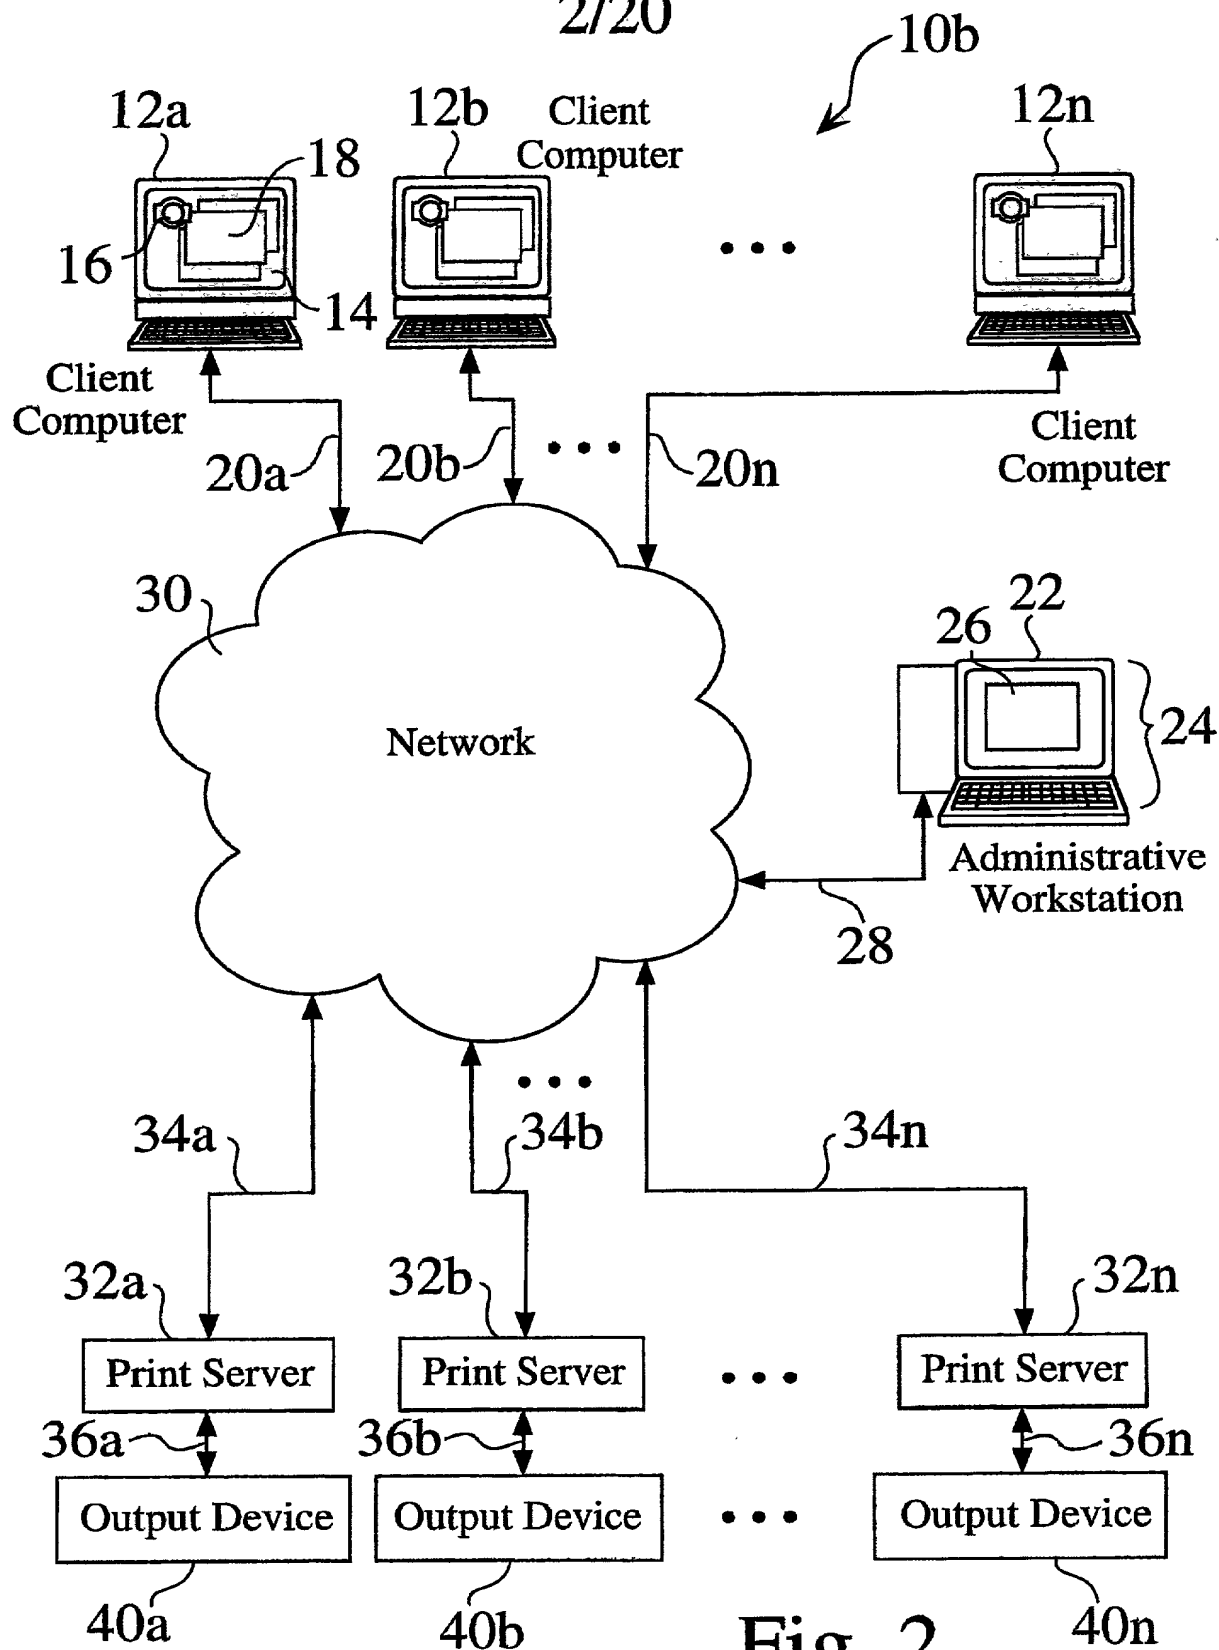 2/20
10b
12a
12b
Client
Computer
12n
18
16
14
Client
Computer
20a
20b
20n
Client
Computer
30
22
26
24
Network
Administrative
Workstation
28
34a
34b
34n
32a
32b
32n
Print Server
Print Server
Print Server
36a
36b
36n
Output Device
Output Device
Output Device
40a
40b
40n
Fig. 2